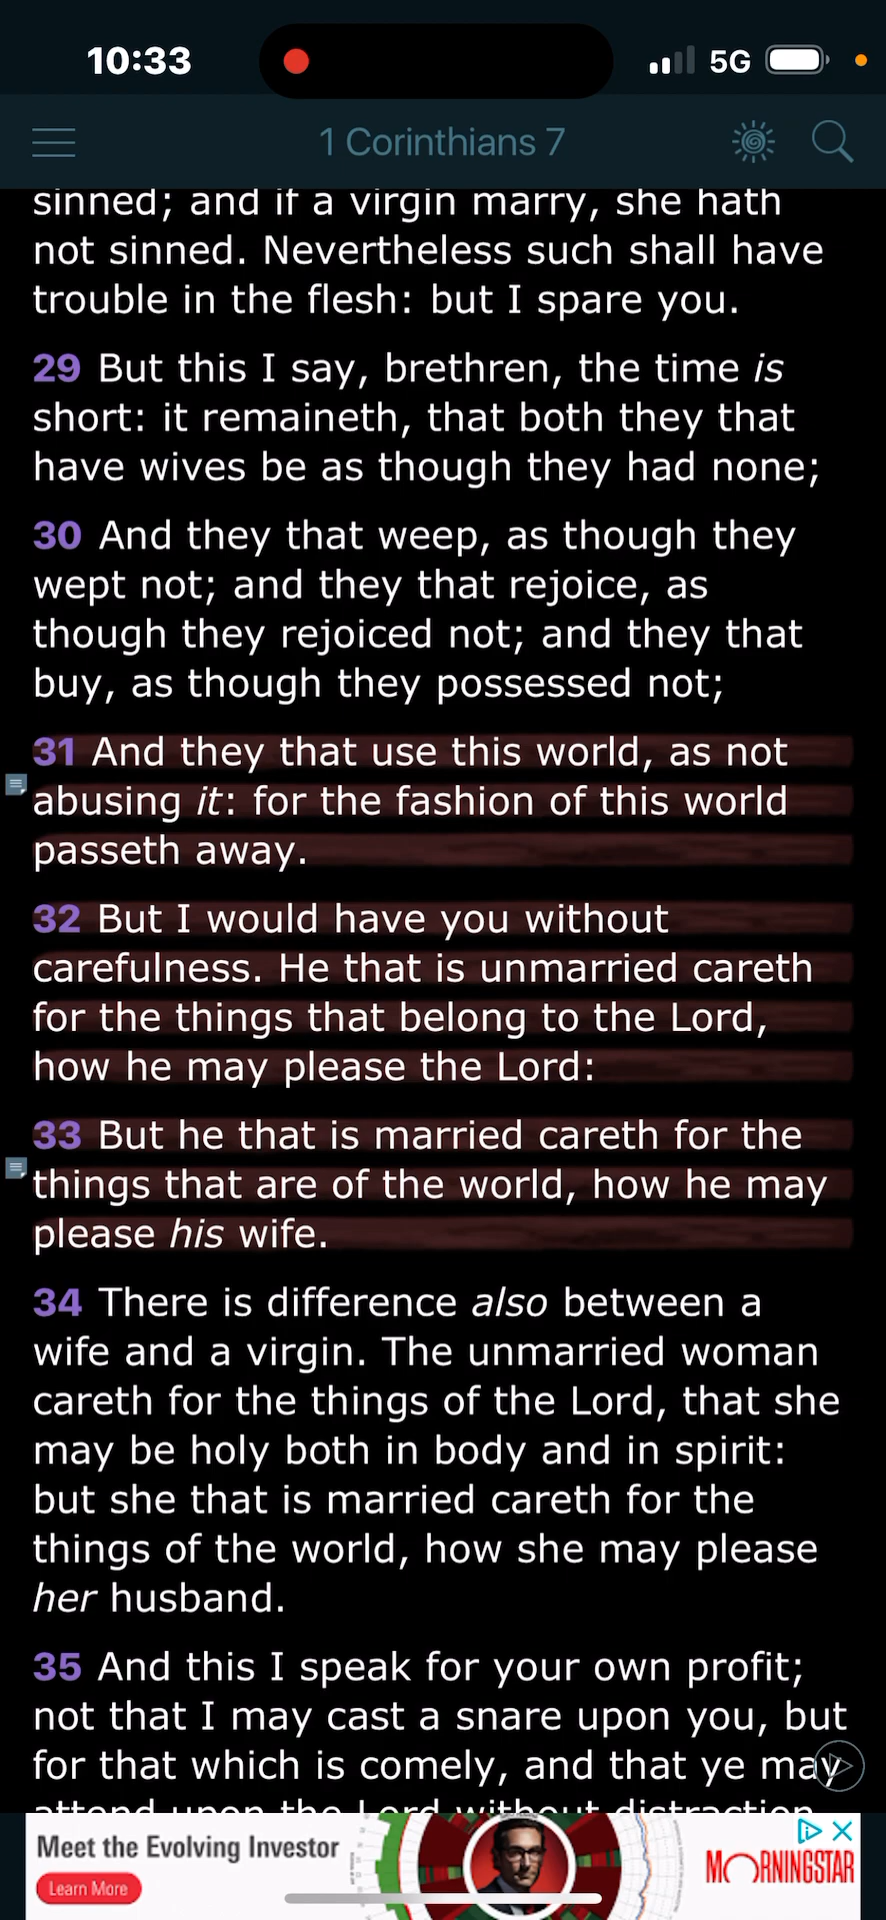 10:33
5G
1 Corinthians 7
sinned; and if a virgin marry, she hath
not sinned. Nevertheless such shall have
trouble in the flesh: but I spare you.
29 But this I say, brethren, the time is
short: it remaineth, that both they that
have wives be as though they had none;
30 And they that weep, as though they
wept not; and they that rejoice, as
though they rejoiced not; and they that
buy, as though they possessed not;
31 And they that use this world, as not
abusing it: for the fashion of this world
passeth away.
32 But I would have you without
carefulness. He that is unmarried careth
for the things that belong to the Lord,
how he may please the Lord:
33 But he that is married careth for the
things that are of the world, how he may
please his wife.
34 There is difference also between a
wife and a virgin. The unmarried woman
careth for the things of the Lord, that she
may be holy both in body and in spirit:
but she that is married careth for the
things of the world, how she may please
her husband.
35 And this I speak for your own profit;
not that I may cast a snare upon you, but
for that which is comely, and that ye may
attend upon the Lord without distraction.
Meet the Evolving Investor
Learn More
MORNINGSTAR